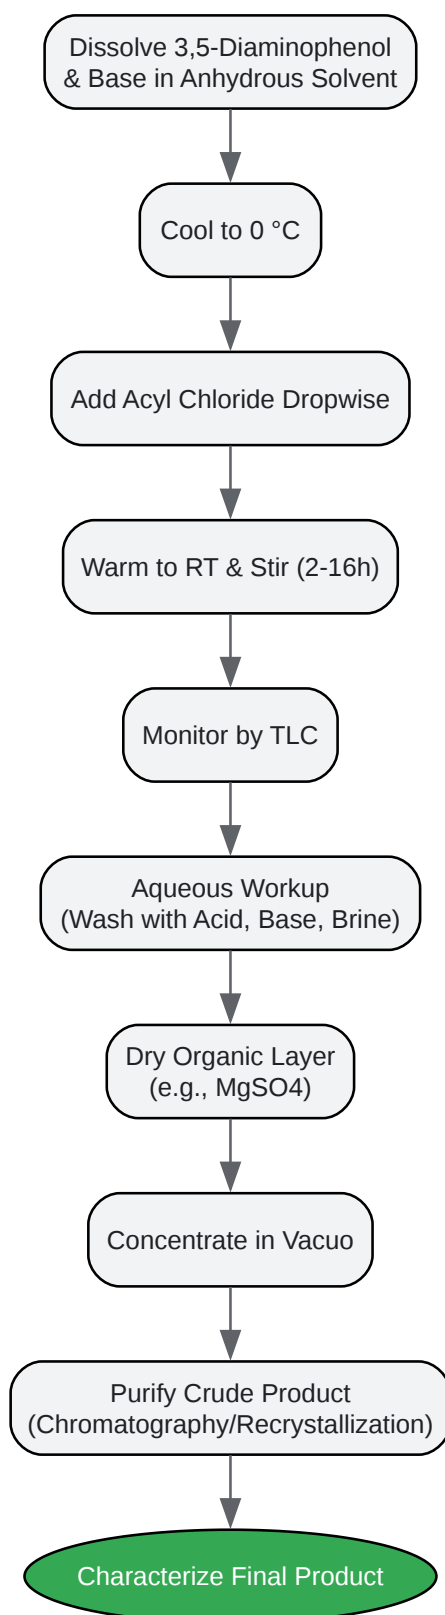 Dissolve 3,5-Diaminophenol
& Base in Anhydrous Solvent
Cool to 0 °C
Add Acyl Chloride Dropwise
Warm to RT & Stir (2-16h)
Monitor by TLC
Aqueous Workup
(Wash with Acid, Base, Brine)
Dry Organic Layer
(e.g., MgSO4)
Concentrate in Vacuo
Purify Crude Product
(Chromatography/Recrystallization)
Characterize Final Product